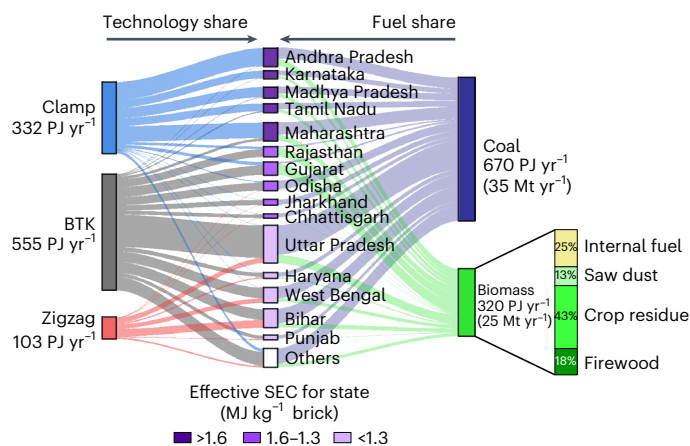 Technology share
Fuel share
Clamp
332 PJ yr⁻¹
BTK
555 PJ yr⁻¹
Zigzag
103 PJ yr⁻¹
Andhra Pradesh
Karnataka
Madhya Pradesh
Tamil Nadu
Maharashtra
Rajasthan
Gujarat
Odisha
Jharkhand
Chhattisgarh
Uttar Pradesh
Haryana
West Bengal
Bihar
Punjab
Others
Coal
670 PJ yr⁻¹
(35 Mt yr⁻¹)
Biomass
320 PJ yr⁻¹
(25 Mt yr⁻¹)
25% Internal fuel
13% Saw dust
43% Crop residue
18% Firewood
Effective SEC for state
(MJ kg⁻¹ brick)
>1.6 1.6–1.3 <1.3